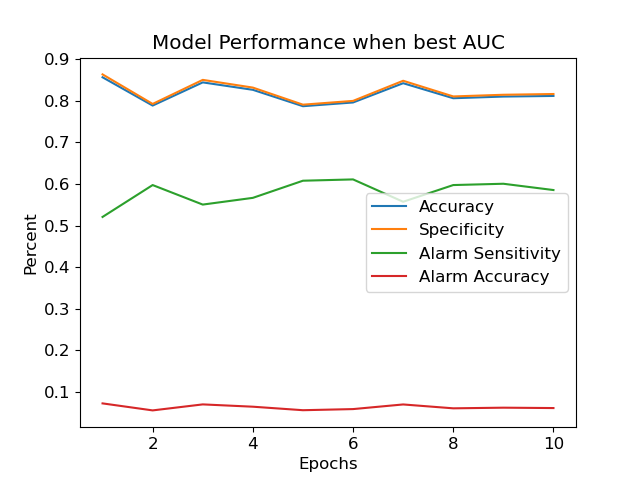 Model Performance when best AUC
0.9
0.8
0.7
0.6
0.5
0.4
0.3
0.2
0.1
Percent
Accuracy
Specificity
Alarm Sensitivity
Alarm Accuracy
2 4 6 8 10
Epochs